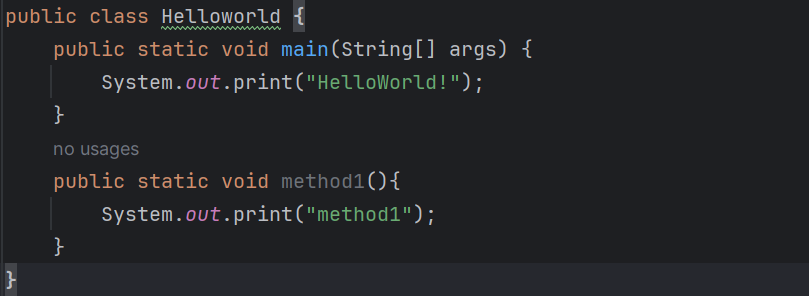 public class Helloworld {
    public static void main(String[] args) {
        System.out.print("HelloWorld!");
    }
    no usages
    public static void method1(){
        System.out.print("method1");
    }
}